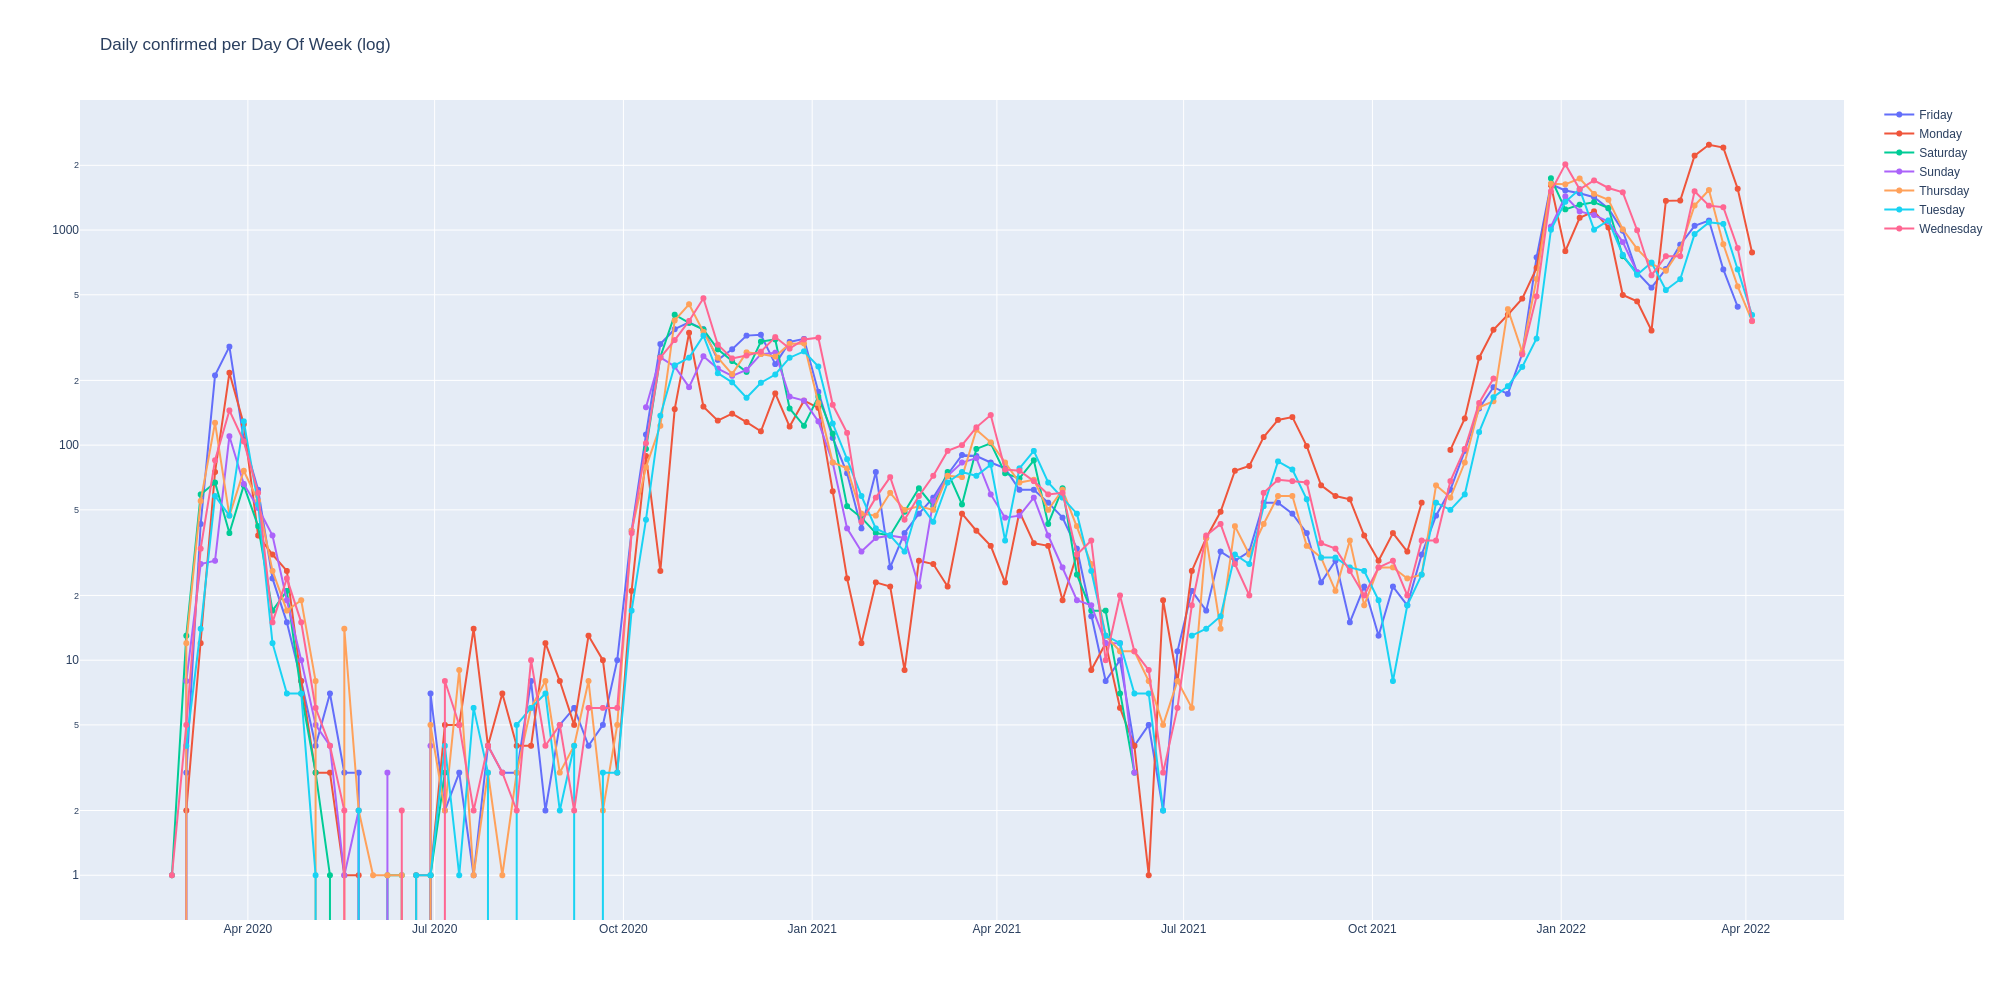 Daily confirmed per Day Of Week (log)
Friday
Monday
Saturday
Sunday
Thursday
Tuesday
Wednesday
2
1000
5
2
100
5
2
10
5
2
1
Apr 2020
Jul 2020
Oct 2020
Jan 2021
Apr 2021
Jul 2021
Oct 2021
Jan 2022
Apr 2022